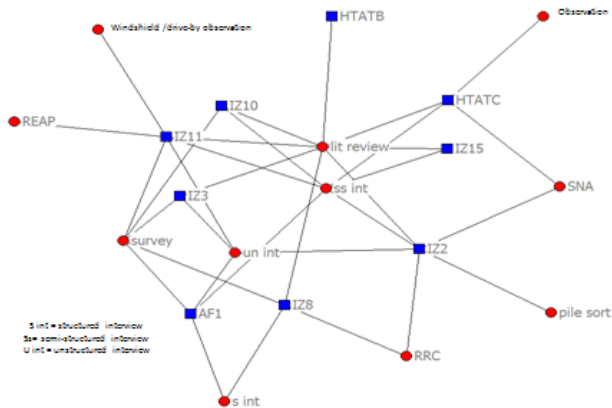 HTATB
Observation
Windshield /drive-by observation
HTATC
IZ10
REAP
IZ11
lit review
IZ15
ss int
SNA
IZ3
survey
un int
IZ2
IZ8
pile sort
AF1
S int = structured interview
Ss= semi-structured interview
U int = unstructured interview
RRC
s int